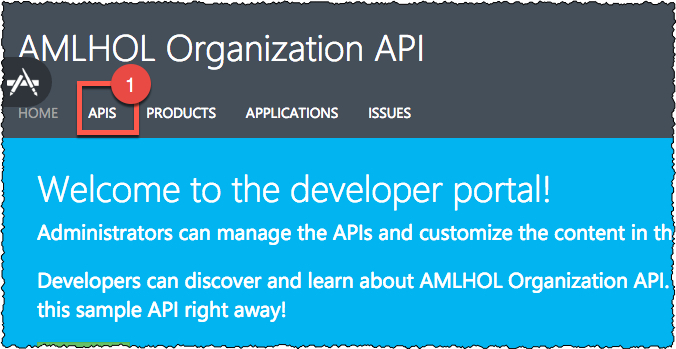 AMLHOL Organization API
1
HOME APIS PRODUCTS APPLICATIONS ISSUES
Welcome to the developer portal!
Administrators can manage the APIs and customize the content in th
Developers can discover and learn about AMLHOL Organization API.
this sample API right away!